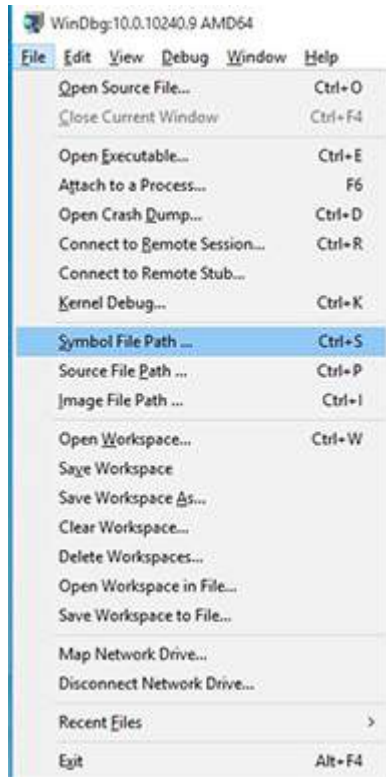 WinDbg:10.0.10240.9 AMD64
File Edit View Debug Window Help
Open Source File... Ctrl+O
Close Current Window Ctrl+F4
Open Executable... Ctrl+E
Attach to a Process... F6
Open Crash Dump... Ctrl+D
Connect to Remote Session... Ctrl+R
Connect to Remote Stub...
Kernel Debug... Ctrl+K
Symbol File Path ... Ctrl+S
Source File Path ... Ctrl+P
Image File Path ... Ctrl+I
Open Workspace... Ctrl+W
Save Workspace
Save Workspace As...
Clear Workspace...
Delete Workspaces...
Open Workspace in File...
Save Workspace to File...
Map Network Drive...
Disconnect Network Drive...
Recent Files >
Exit Alt+F4